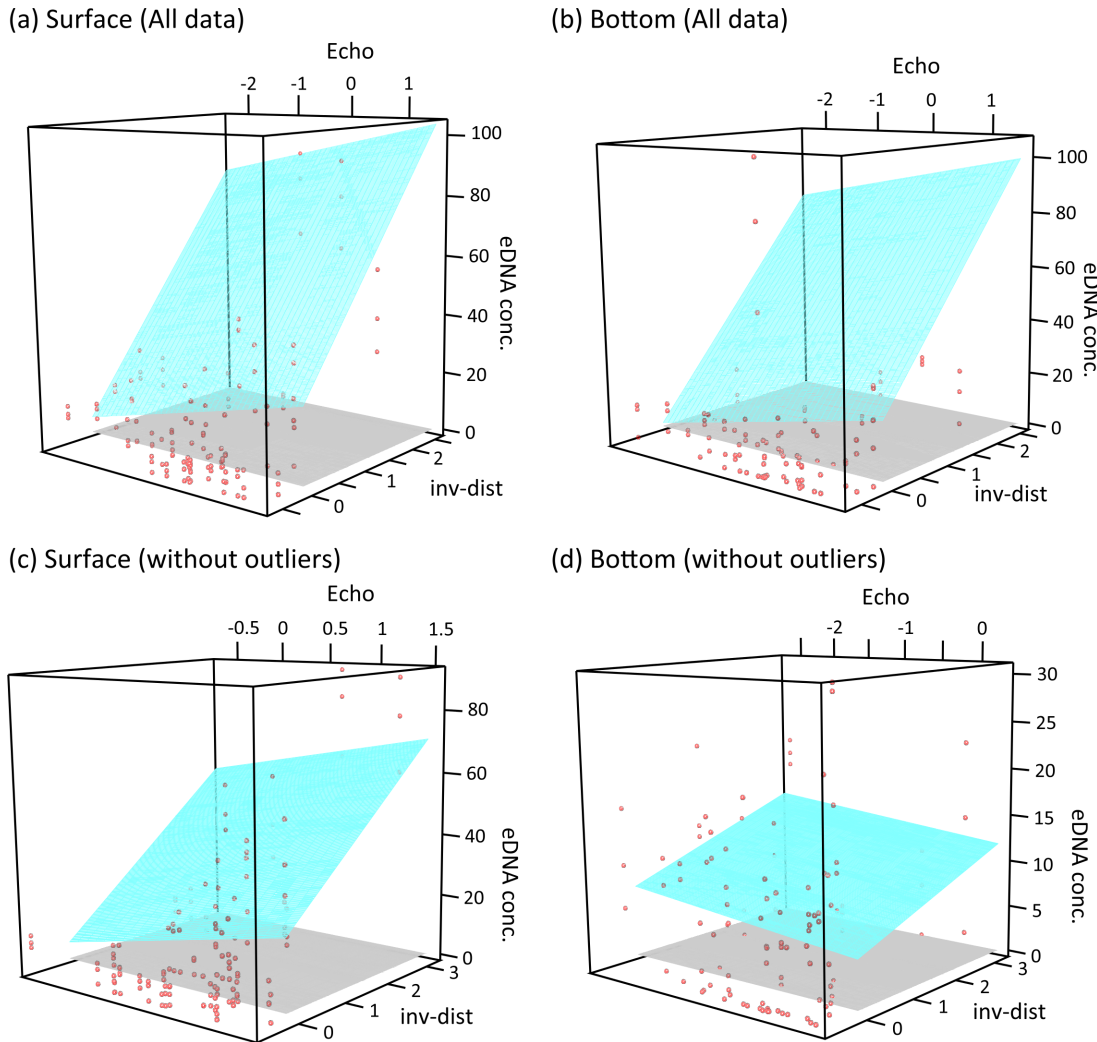 (a) Surface (All data)
Echo
-2 -1 0 1
100
80
60
40
20
0
eDNA conc.
2
1
0
inv-dist
(b) Bottom (All data)
Echo
-2 -1 0 1
100
80
60
40
20
0
eDNA conc.
2
1
0
inv-dist
(c) Surface (without outliers)
Echo
-0.5 0 0.5 1 1.5
80
60
40
20
0
eDNA conc.
3
2
1
0
inv-dist
(d) Bottom (without outliers)
Echo
-2 -1 0
30
25
20
15
10
5
0
eDNA conc.
3
2
1
0
inv-dist